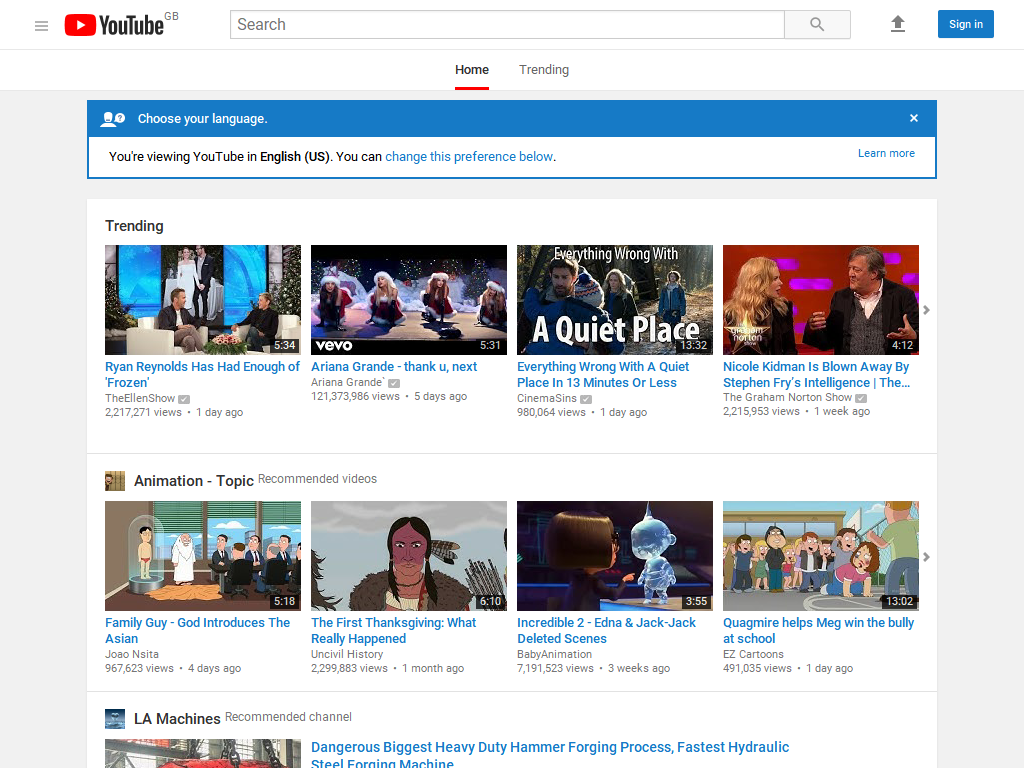 YouTube GB
Search
Sign in
Home
Trending
Choose your language.
×
You're viewing YouTube in English (US). You can change this preference below.
Learn more
Trending
5:34
vevo
5:31
Everything Wrong With
A Quiet Place
13:32
the graham norton show
4:12
Ryan Reynolds Has Had Enough of 'Frozen'
TheEllenShow
2,217,271 views • 1 day ago
Ariana Grande - thank u, next
Ariana Grande`
121,373,986 views • 5 days ago
Everything Wrong With A Quiet Place In 13 Minutes Or Less
CinemaSins
980,064 views • 1 day ago
Nicole Kidman Is Blown Away By Stephen Fry's Intelligence | The...
The Graham Norton Show
2,215,953 views • 1 week ago
Animation - Topic Recommended videos
5:18
6:10
3:55
13:02
Family Guy - God Introduces The Asian
Joao Nsita
967,623 views • 4 days ago
The First Thanksgiving: What Really Happened
Uncivil History
2,299,883 views • 1 month ago
Incredible 2 - Edna & Jack-Jack Deleted Scenes
BabyAnimation
7,191,523 views • 3 weeks ago
Quagmire helps Meg win the bully at school
EZ Cartoons
491,035 views • 1 day ago
LA Machines Recommended channel
Dangerous Biggest Heavy Duty Hammer Forging Process, Fastest Hydraulic
Steel Forging Machine